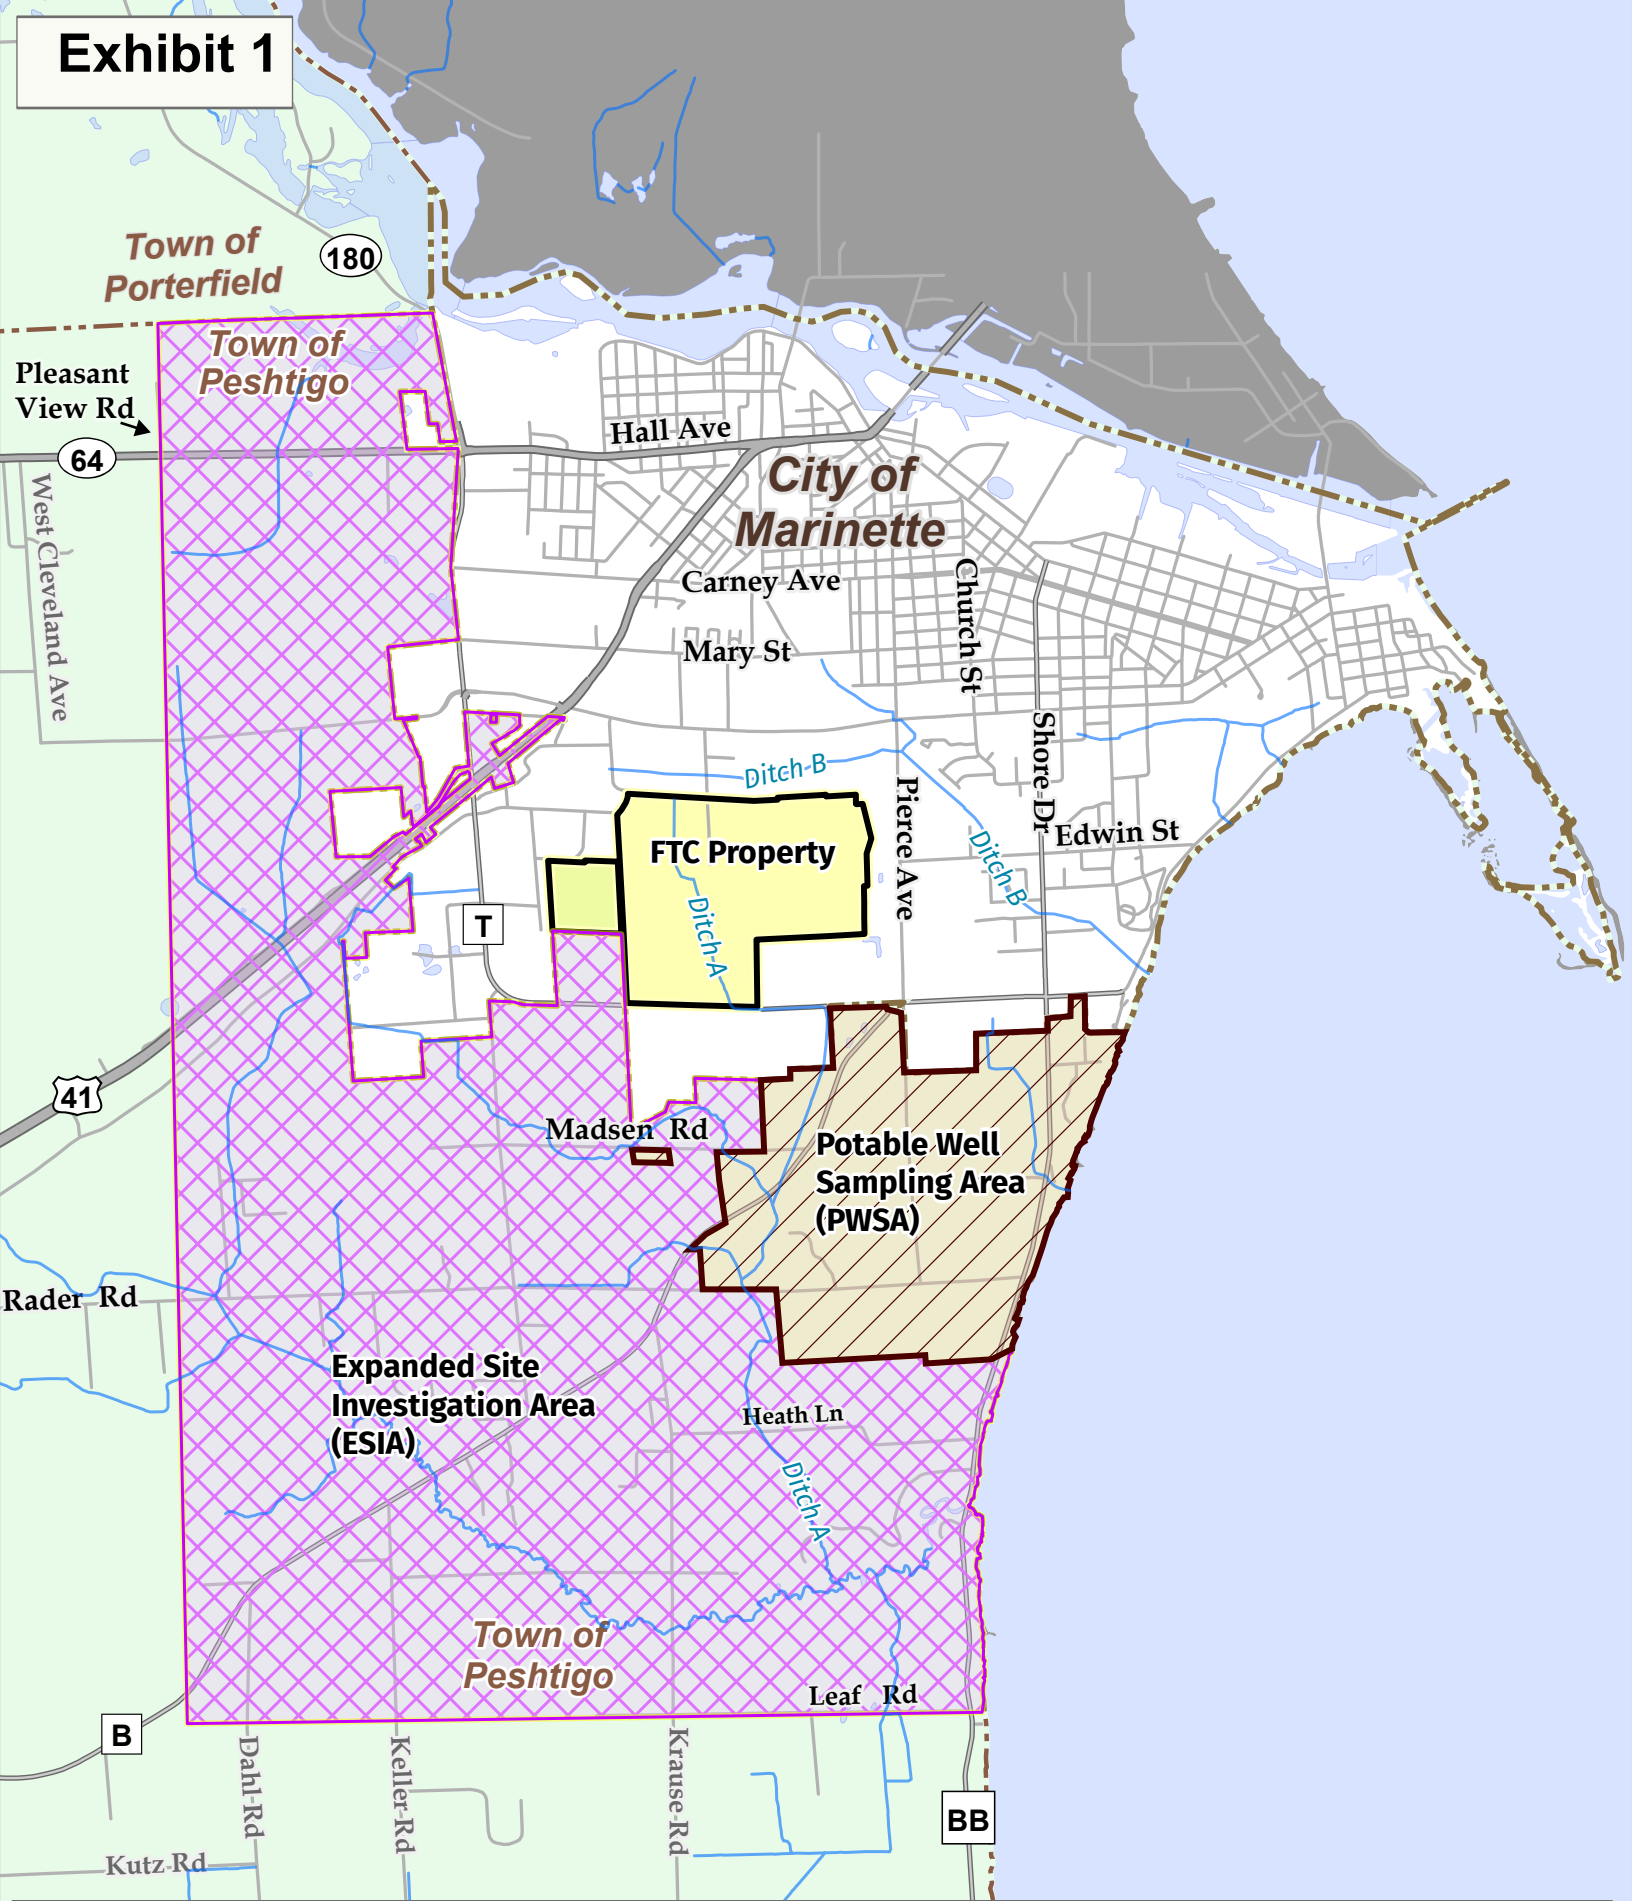 Exhibit 1
Town of
Porterfield
180
Town of
Peshtigo
Pleasant
View Rd
64
Hall Ave
City of
Marinette
West Cleveland Ave
Carney Ave
Church St
Mary St
Shore Dr
Ditch B
Pierce Ave
Edwin St
FTC Property
Ditch B
Ditch A
T
41
Madsen Rd
Potable Well
Sampling Area
(PWSA)
Rader Rd
Expanded Site
Investigation Area
(ESIA)
Heath Ln
Ditch A
Town of
Peshtigo
Leaf Rd
B
Dahl Rd
Keller Rd
Krause Rd
BB
Kutz Rd